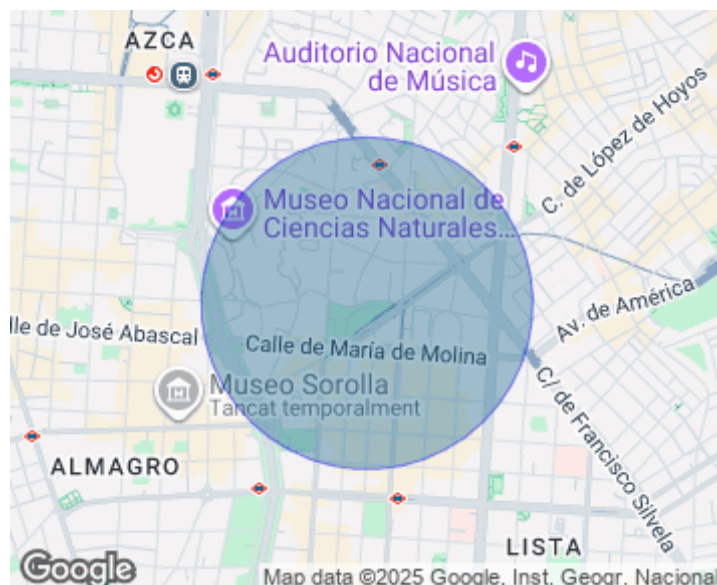 AZCA
Auditorio Nacional
de Música
C. de López de Hoyos
Museo Nacional de
Ciencias Naturales...
Av. de América
lle de José Abascal
Calle de María de Molina
Museo Sorolla
Tancat temporalment
C/ de Francisco Silvela
ALMAGRO
LISTA
Google
Map data ©2025 Google, Inst. Geogr. Nacional